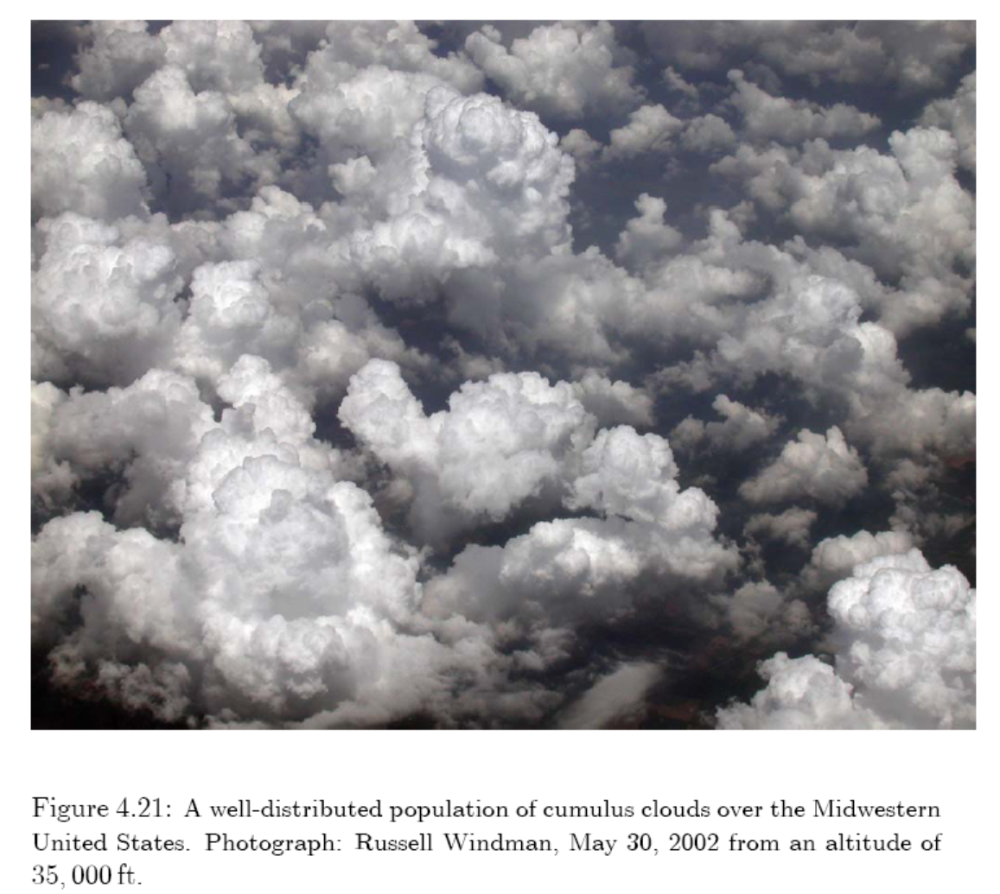 Figure 4.21: A well-distributed population of cumulus clouds over the Midwestern
United States. Photograph: Russell Windman, May 30, 2002 from an altitude of
35, 000 ft.